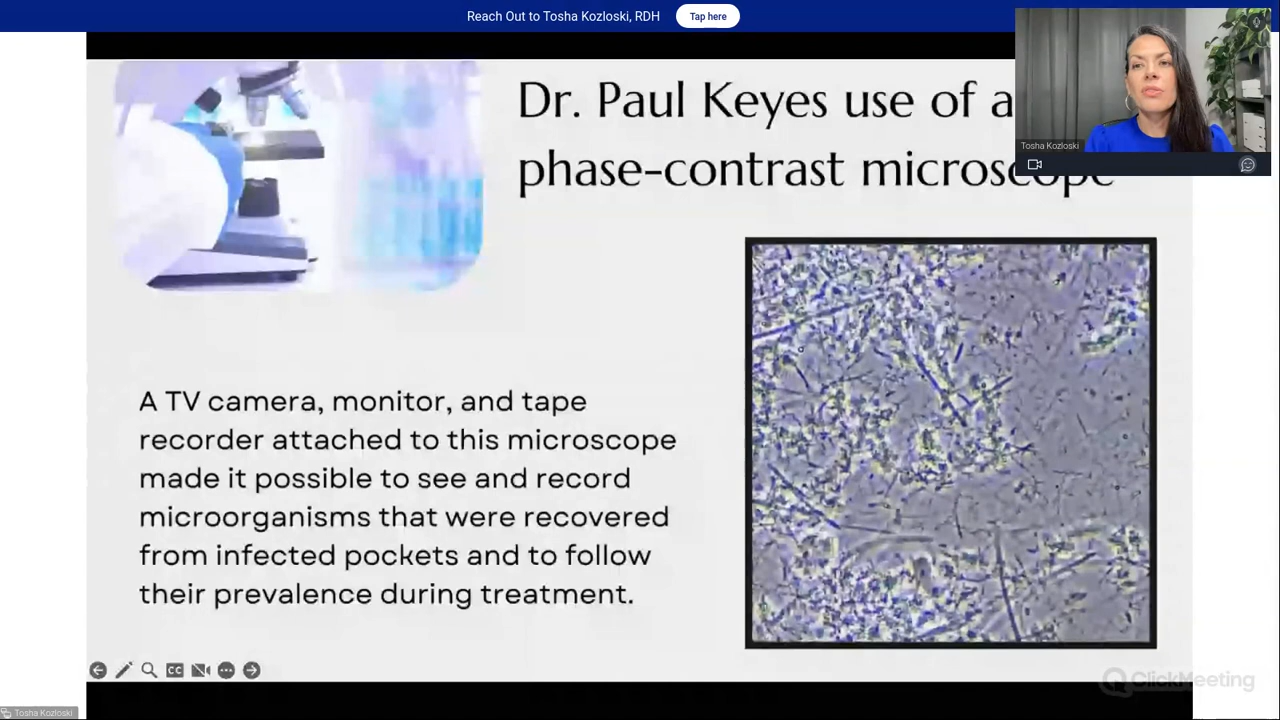 Reach Out to Tosha Kozloski, RDH
Tap here
Dr. Paul Keyes use of a
phase-contrast microscope
Tosha Kozloski
A TV camera, monitor, and tape
recorder attached to this microscope
made it possible to see and record
microorganisms that were recovered
from infected pockets and to follow
their prevalence during treatment.
CC
ClickMeeting
Tosha Kozloski